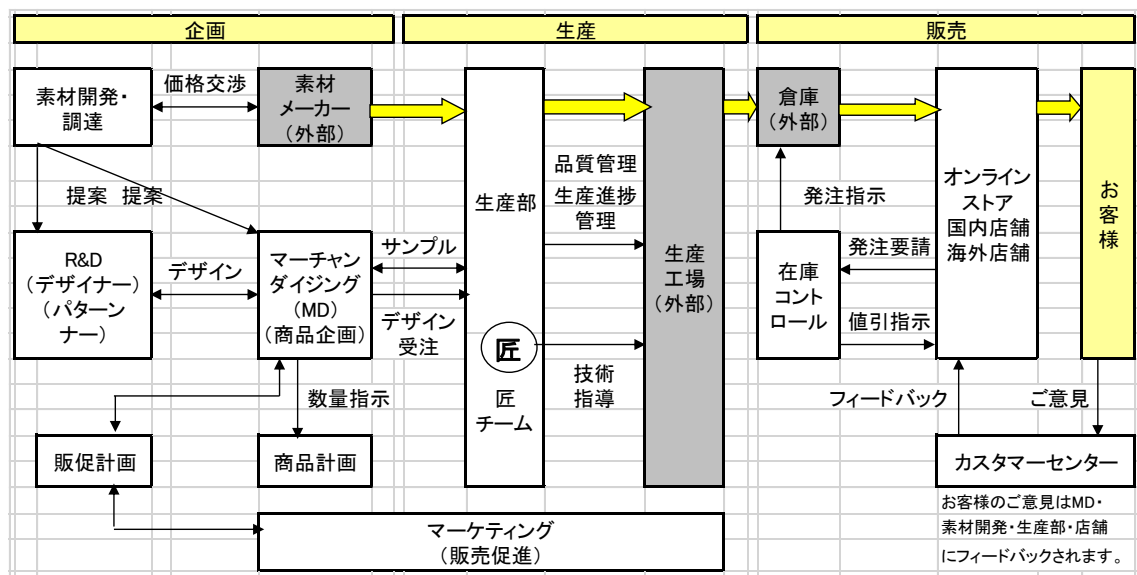 企画
生産
販売
素材開発・
調達
価格交渉
素材
メーカー
（外部）
倉庫
（外部）
提案 提案
生産部
品質管理
生産進捗
管理
発注指示
オンライン
ストア
国内店舗
海外店舗
お客様
R&D
（デザイナー）
（パターン
ナー）
デザイン
マーチャン
ダイジング
（MD）
（商品企画）
サンプル
デザイン
受注
生産
工場
（外部）
在庫
コント
ロール
発注要請
値引指示
匠
匠
チーム
技術
指導
数量指示
フィードバック
ご意見
販促計画
商品計画
カスタマーセンター
マーケティング
（販売促進）
お客様のご意見はMD・
素材開発・生産部・店舗
にフィードバックされます。